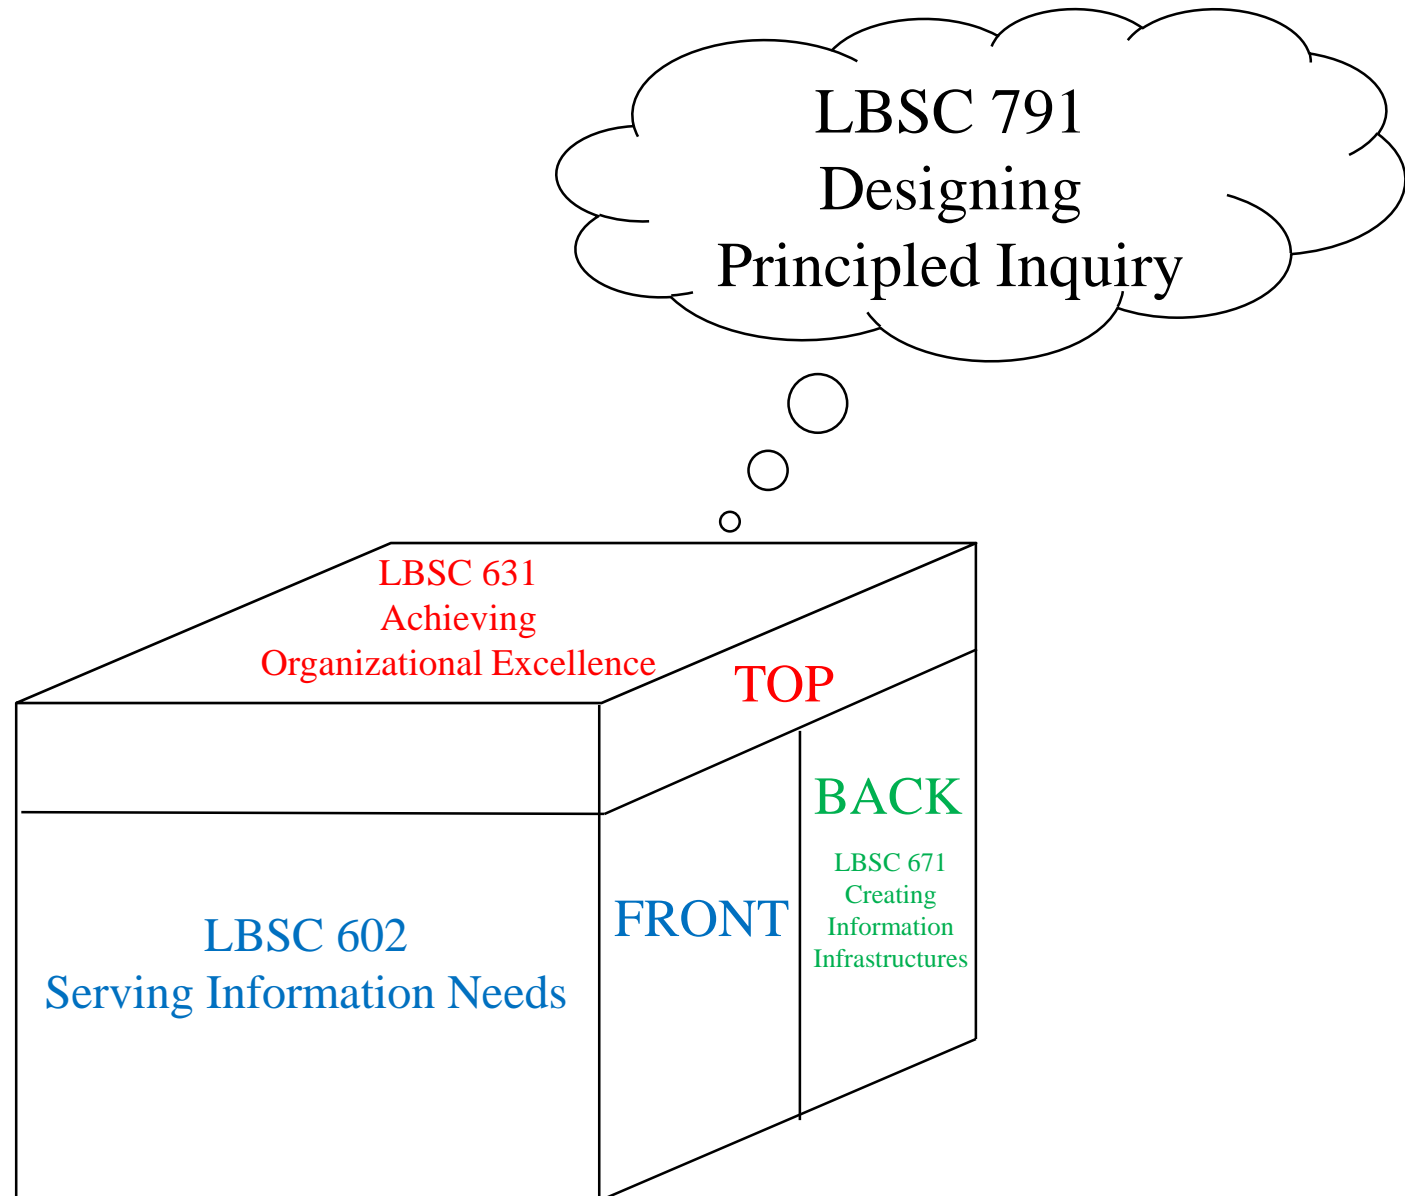 LBSC 791
Designing
Principled Inquiry
LBSC 631
Achieving
Organizational Excellence
TOP
BACK
LBSC 671
Creating
Information
Infrastructures
FRONT
LBSC 602
Serving Information Needs